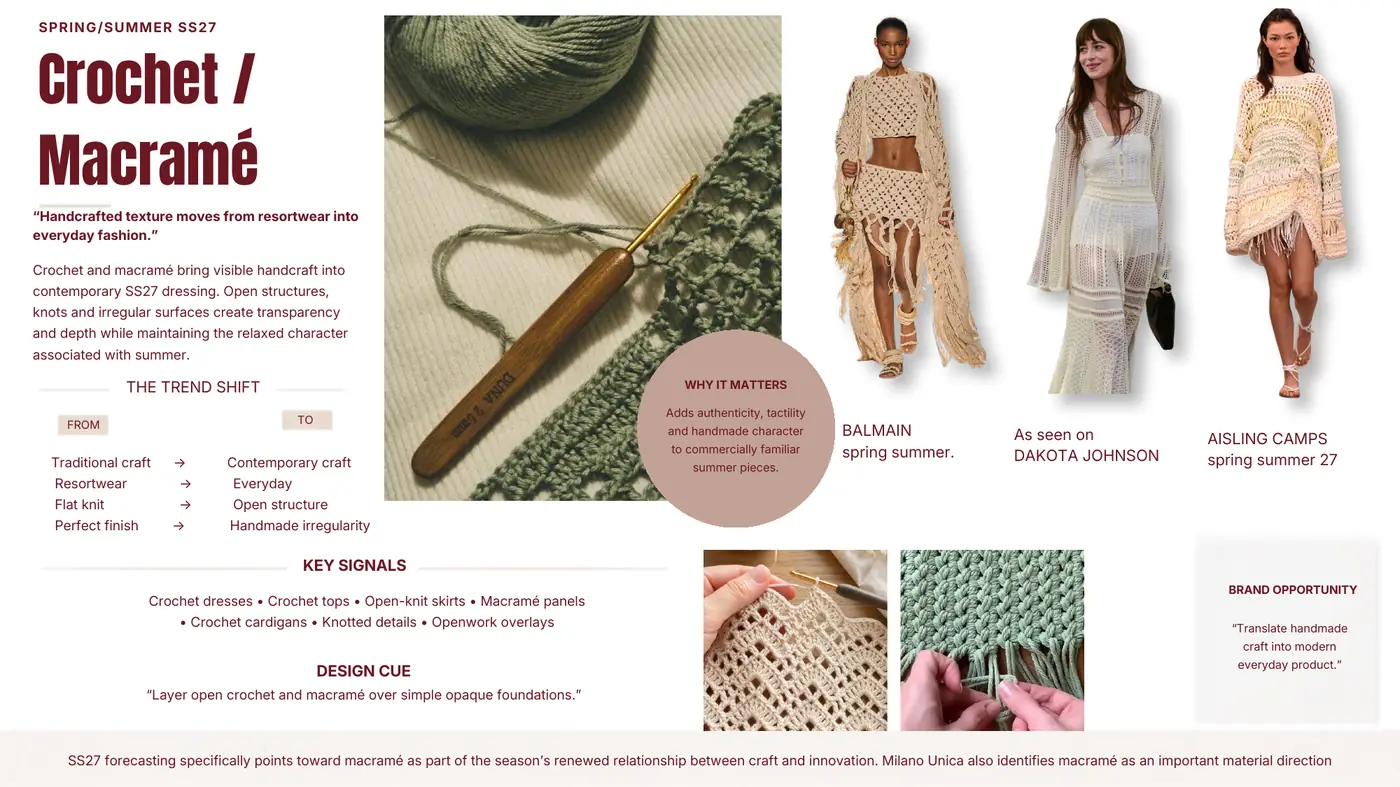 SPRING/SUMMER SS27
Crochet /
Macramé
“Handcrafted texture moves from resortwear into
everyday fashion.”
Crochet and macramé bring visible handcraft into
contemporary SS27 dressing. Open structures,
knots and irregular surfaces create transparency
and depth while maintaining the relaxed character
associated with summer.
THE TREND SHIFT
FROM
TO
Traditional craft → Contemporary craft
Resortwear → Everyday
Flat knit → Open structure
Perfect finish → Handmade irregularity
DUNA 2
WHY IT MATTERS
Adds authenticity, tactility
and handmade character
to commercially familiar
summer pieces.
BALMAIN
spring summer.
As seen on
DAKOTA JOHNSON
AISLING CAMPS
spring summer 27
KEY SIGNALS
Crochet dresses • Crochet tops • Open-knit skirts • Macramé panels
• Crochet cardigans • Knotted details • Openwork overlays
DESIGN CUE
“Layer open crochet and macramé over simple opaque foundations.”
BRAND OPPORTUNITY
“Translate handmade
craft into modern
everyday product.”
SS27 forecasting specifically points toward macramé as part of the season’s renewed relationship between craft and innovation. Milano Unica also identifies macramé as an important material direction